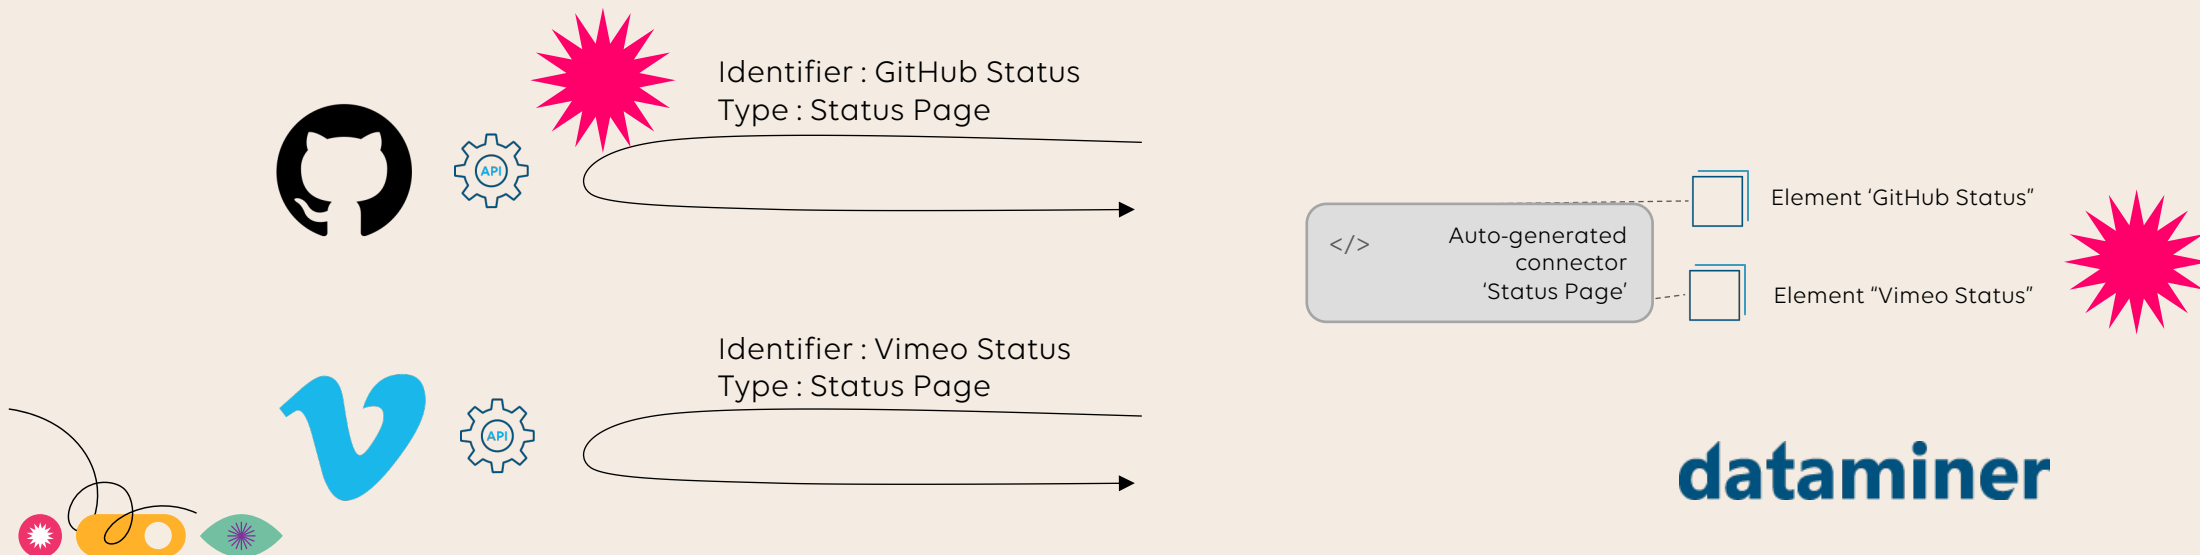 Identifier : GitHub Status
Type : Status Page
API
Identifier : Vimeo Status
Type : Status Page
API
</>
Auto-generated
connector
‘Status Page’
Element ‘GitHub Status”
Element “Vimeo Status”
dataminer